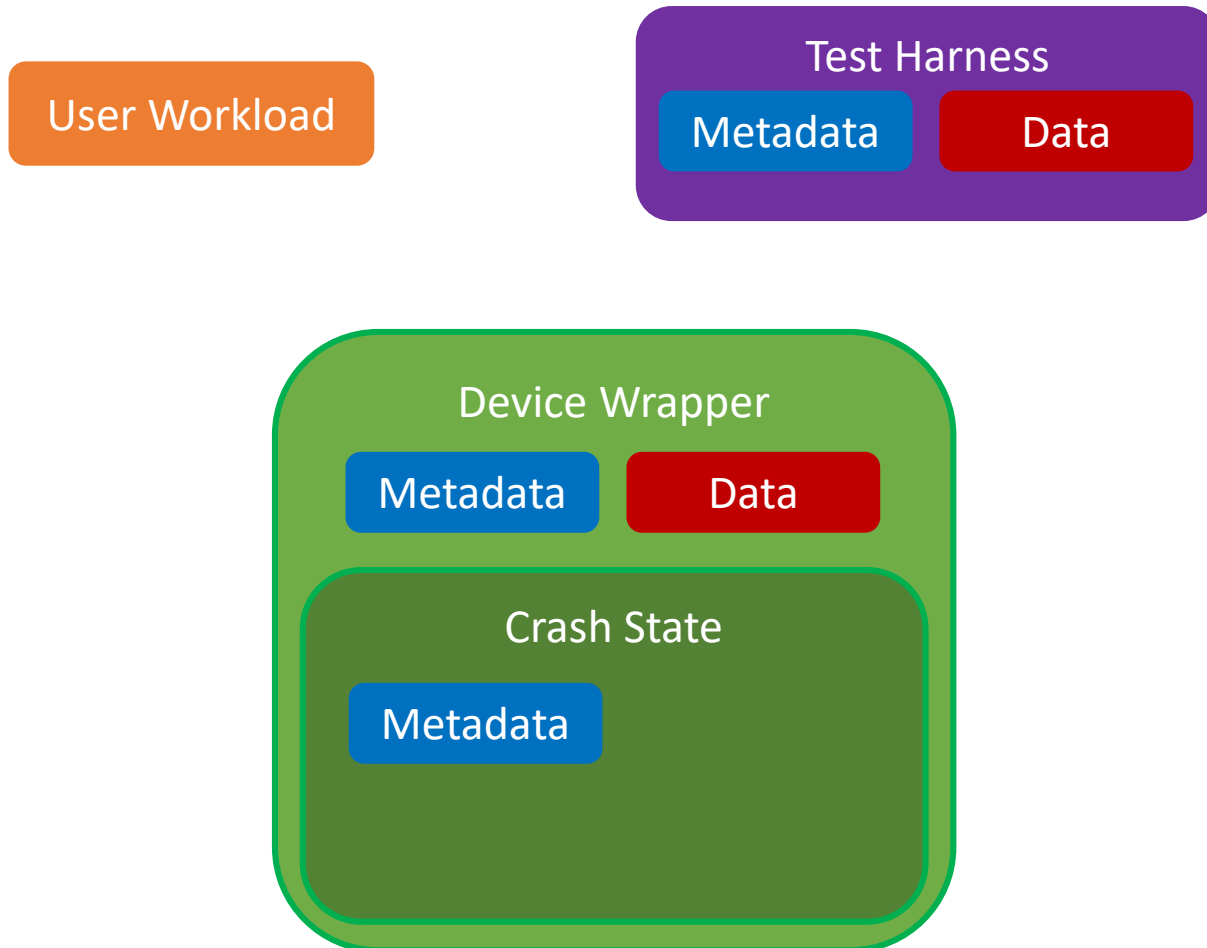 User Workload
Test Harness
Metadata
Data
Device Wrapper
Metadata
Data
Crash State
Metadata